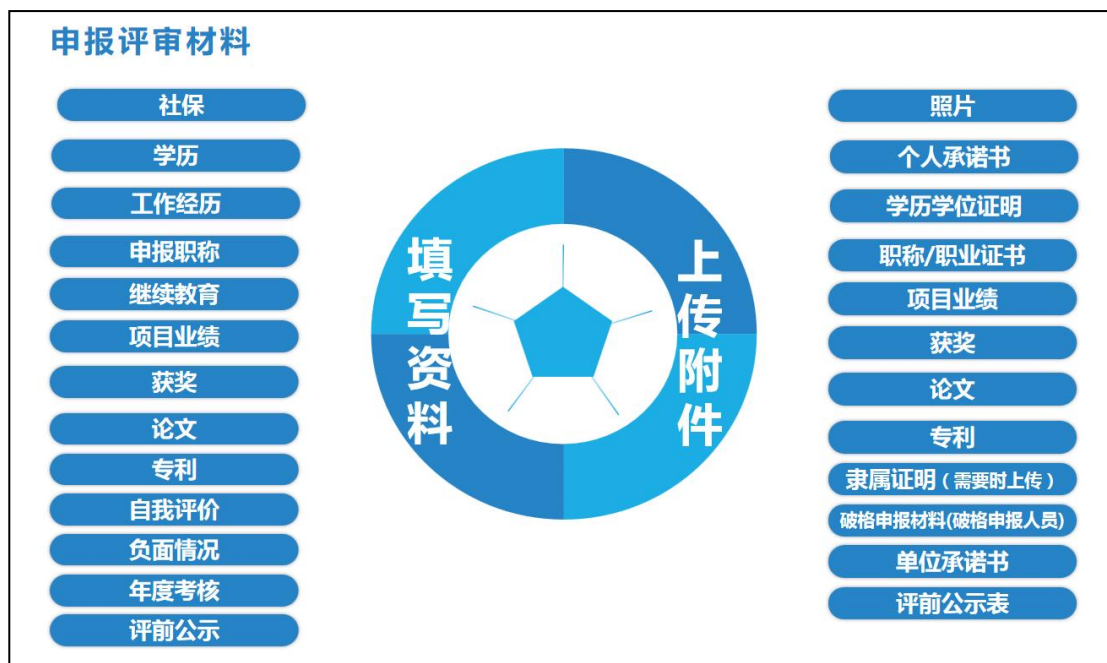 申报评审材料
社保
学历
工作经历
申报职称
继续教育
项目业绩
获奖
论文
专利
自我评价
负面情况
年度考核
评前公示
填写资料
上传附件
照片
个人承诺书
学历学位证明
职称/职业证书
项目业绩
获奖
论文
专利
隶属证明（需要时上传）
破格申报材料(破格申报人员)
单位承诺书
评前公示表